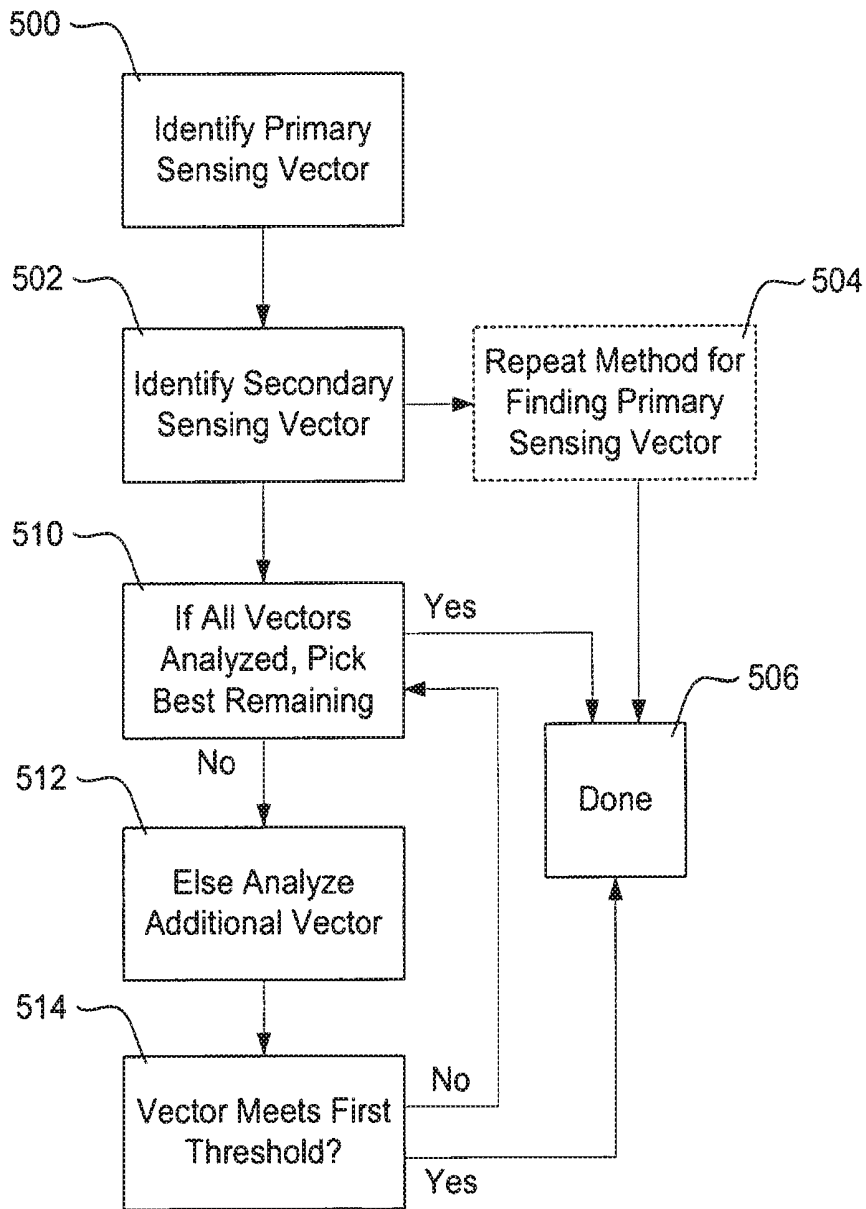 500
Identify Primary
Sensing Vector
502
Identify Secondary
Sensing Vector
504
Repeat Method for
Finding Primary
Sensing Vector
510
If All Vectors
Analyzed, Pick
Best Remaining
Yes
No
506
Done
512
Else Analyze
Additional Vector
514
Vector Meets First
Threshold?
No
Yes